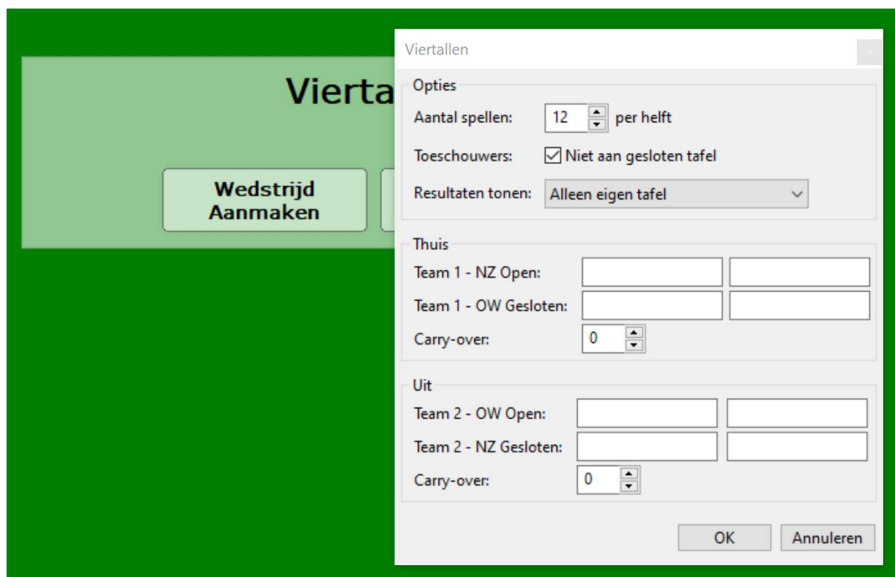 Vierta
Wedstrijd
Aanmaken
Viertallen
Opties
Aantal spellen: 12 per helft
Toeschouwers: Niet aan gesloten tafel
Resultaten tonen: Alleen eigen tafel
Thuis
Team 1 - NZ Open:
Team 1 - OW Gesloten:
Carry-over: 0
Uit
Team 2 - OW Open:
Team 2 - NZ Gesloten:
Carry-over: 0
OK Annuleren